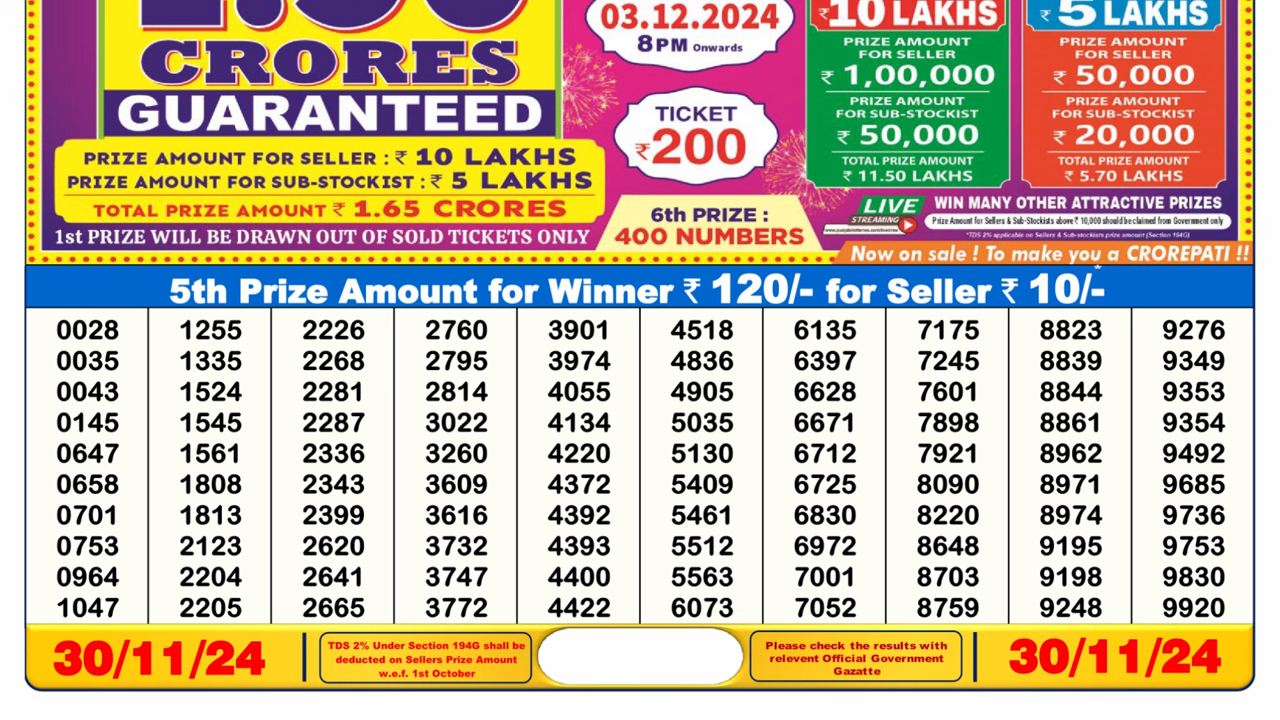 1.50
CRORES
GUARANTEED
PRIZE AMOUNT FOR SELLER : ₹ 10 LAKHS
PRIZE AMOUNT FOR SUB-STOCKIST : ₹ 5 LAKHS
TOTAL PRIZE AMOUNT ₹ 1.65 CRORES
1st PRIZE WILL BE DRAWN OUT OF SOLD TICKETS ONLY
03.12.2024
8PM Onwards
TICKET
₹200
6th PRIZE :
400 NUMBERS
₹10 LAKHS
PRIZE AMOUNT
FOR SELLER
₹ 1,00,000
PRIZE AMOUNT
FOR SUB-STOCKIST
₹ 50,000
TOTAL PRIZE AMOUNT
₹ 11.50 LAKHS
₹ 5 LAKHS
PRIZE AMOUNT
FOR SELLER
₹ 50,000
PRIZE AMOUNT
FOR SUB-STOCKIST
₹ 20,000
TOTAL PRIZE AMOUNT
₹ 5.70 LAKHS
LIVE
STREAMING
WIN MANY OTHER ATTRACTIVE PRIZES
Prize Amount for Sellers & Sub-Stockists above ₹ 10,000 should be claimed from Government only
*TDS 2% applicable on Sellers & Sub-stockists prize amount (Section 194G)
Now on sale ! To make you a CROREPATI !!
5th Prize Amount for Winner ₹ 120/- for Seller ₹ 10/-*
0028 1255 2226 2760 3901 4518 6135 7175 8823 9276
0035 1335 2268 2795 3974 4836 6397 7245 8839 9349
0043 1524 2281 2814 4055 4905 6628 7601 8844 9353
0145 1545 2287 3022 4134 5035 6671 7898 8861 9354
0647 1561 2336 3260 4220 5130 6712 7921 8962 9492
0658 1808 2343 3609 4372 5409 6725 8090 8971 9685
0701 1813 2399 3616 4392 5461 6830 8220 8974 9736
0753 2123 2620 3732 4393 5512 6972 8648 9195 9753
0964 2204 2641 3747 4400 5563 7001 8703 9198 9830
1047 2205 2665 3772 4422 6073 7052 8759 9248 9920
30/11/24
TDS 2% Under Section 194G shall be
deducted on Sellers Prize Amount
w.e.f. 1st October
Please check the results with
relevent Official Government
Gazatte
30/11/24